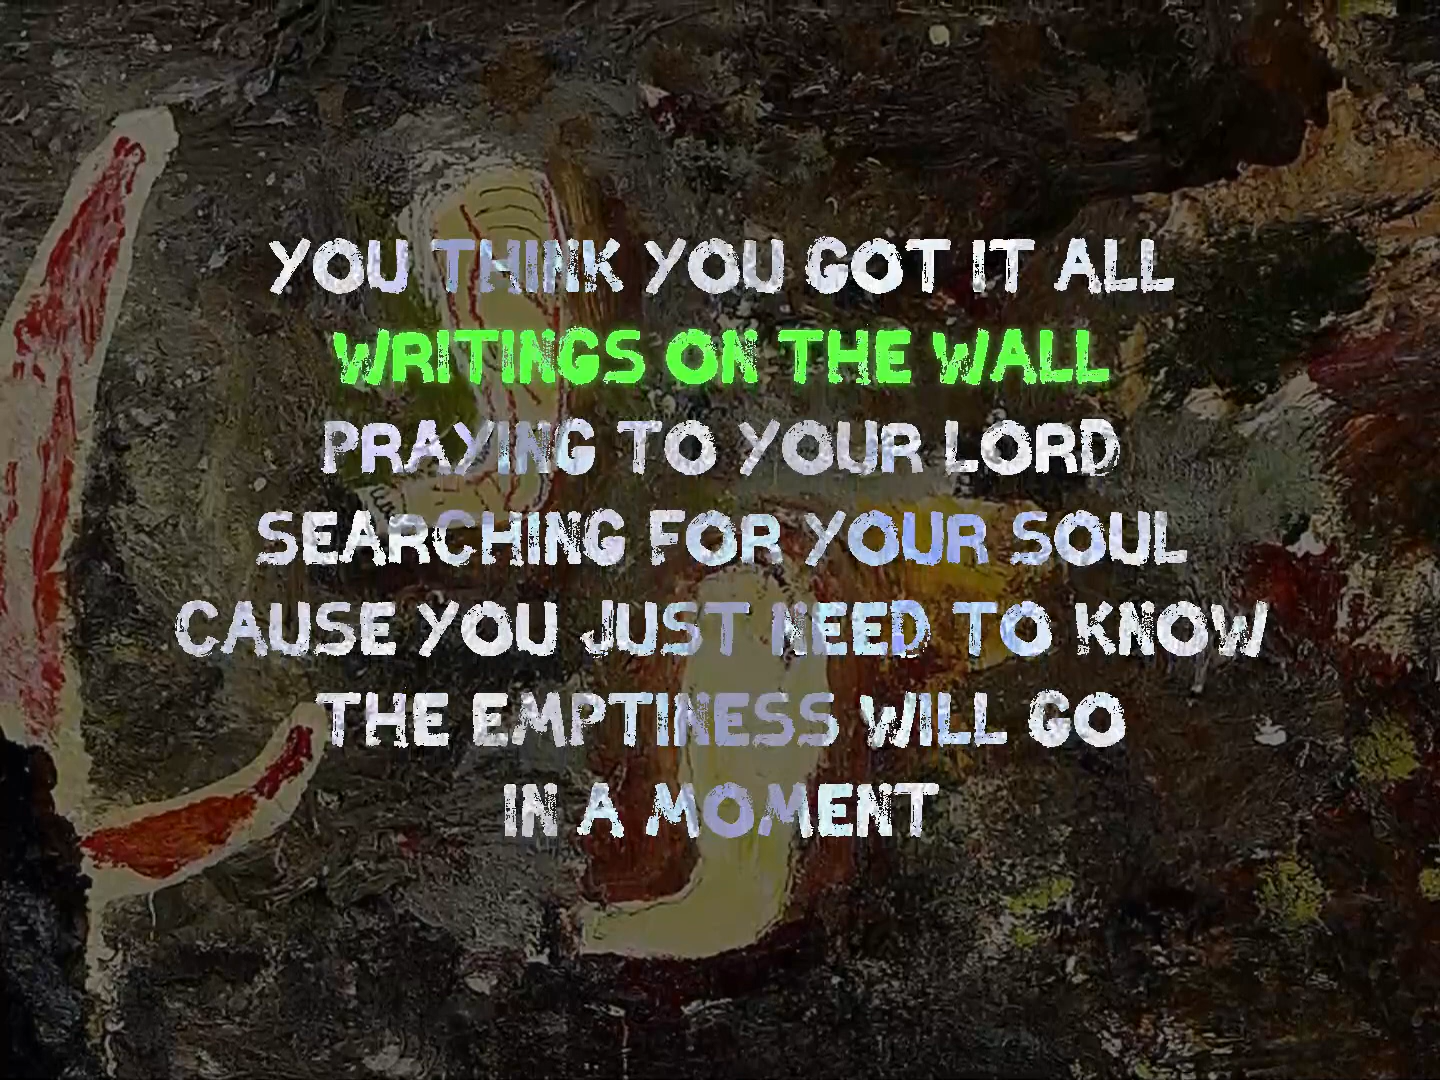 YOU THINK YOU GOT IT ALL
WRITINGS ON THE WALL
PRAYING TO YOUR LORD
SEARCHING FOR YOUR SOUL
CAUSE YOU JUST NEED TO KNOW
THE EMPTINESS WILL GO
IN A MOMENT